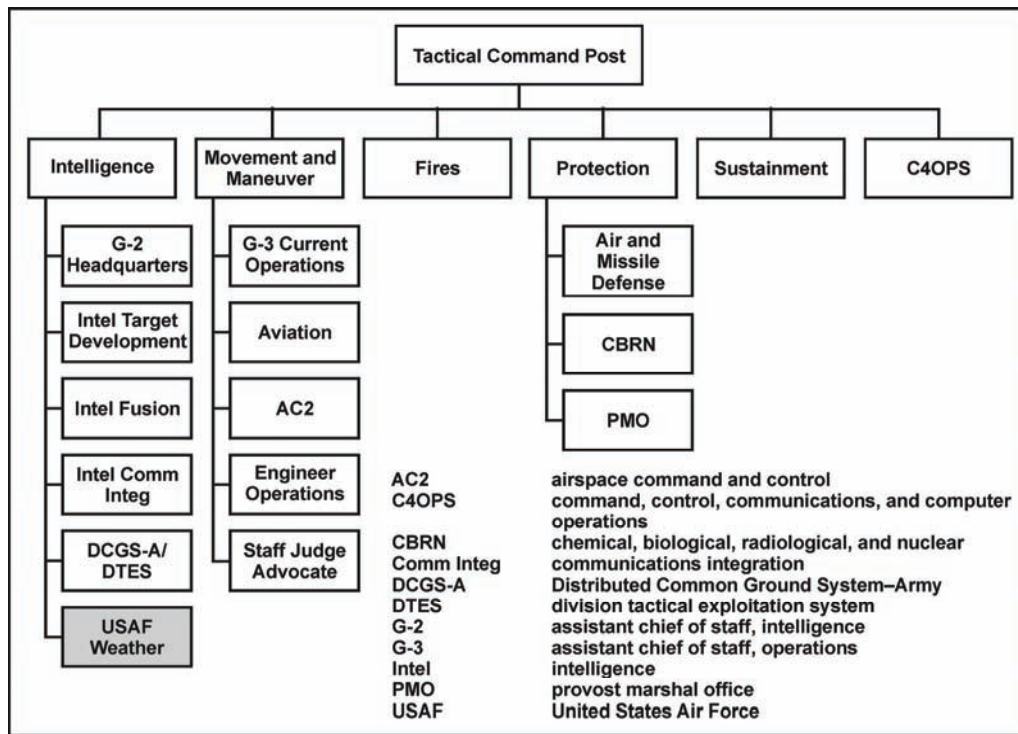 Tactical Command Post
Intelligence
Movement and
Maneuver
Fires
Protection
Sustainment
C4OPS
G-2
Headquarters
Intel Target
Development
Intel Fusion
Intel Comm
Integ
DCGS-A/
DTES
USAF
Weather
G-3 Current
Operations
Aviation
AC2
Engineer
Operations
Staff Judge
Advocate
Air and
Missile
Defense
CBRN
PMO
AC2 airspace command and control
C4OPS command, control, communications, and computer
operations
CBRN chemical, biological, radiological, and nuclear
Comm Integ communications integration
DCGS-A Distributed Common Ground System–Army
DTES division tactical exploitation system
G-2 assistant chief of staff, intelligence
G-3 assistant chief of staff, operations
Intel intelligence
PMO provost marshal office
USAF United States Air Force